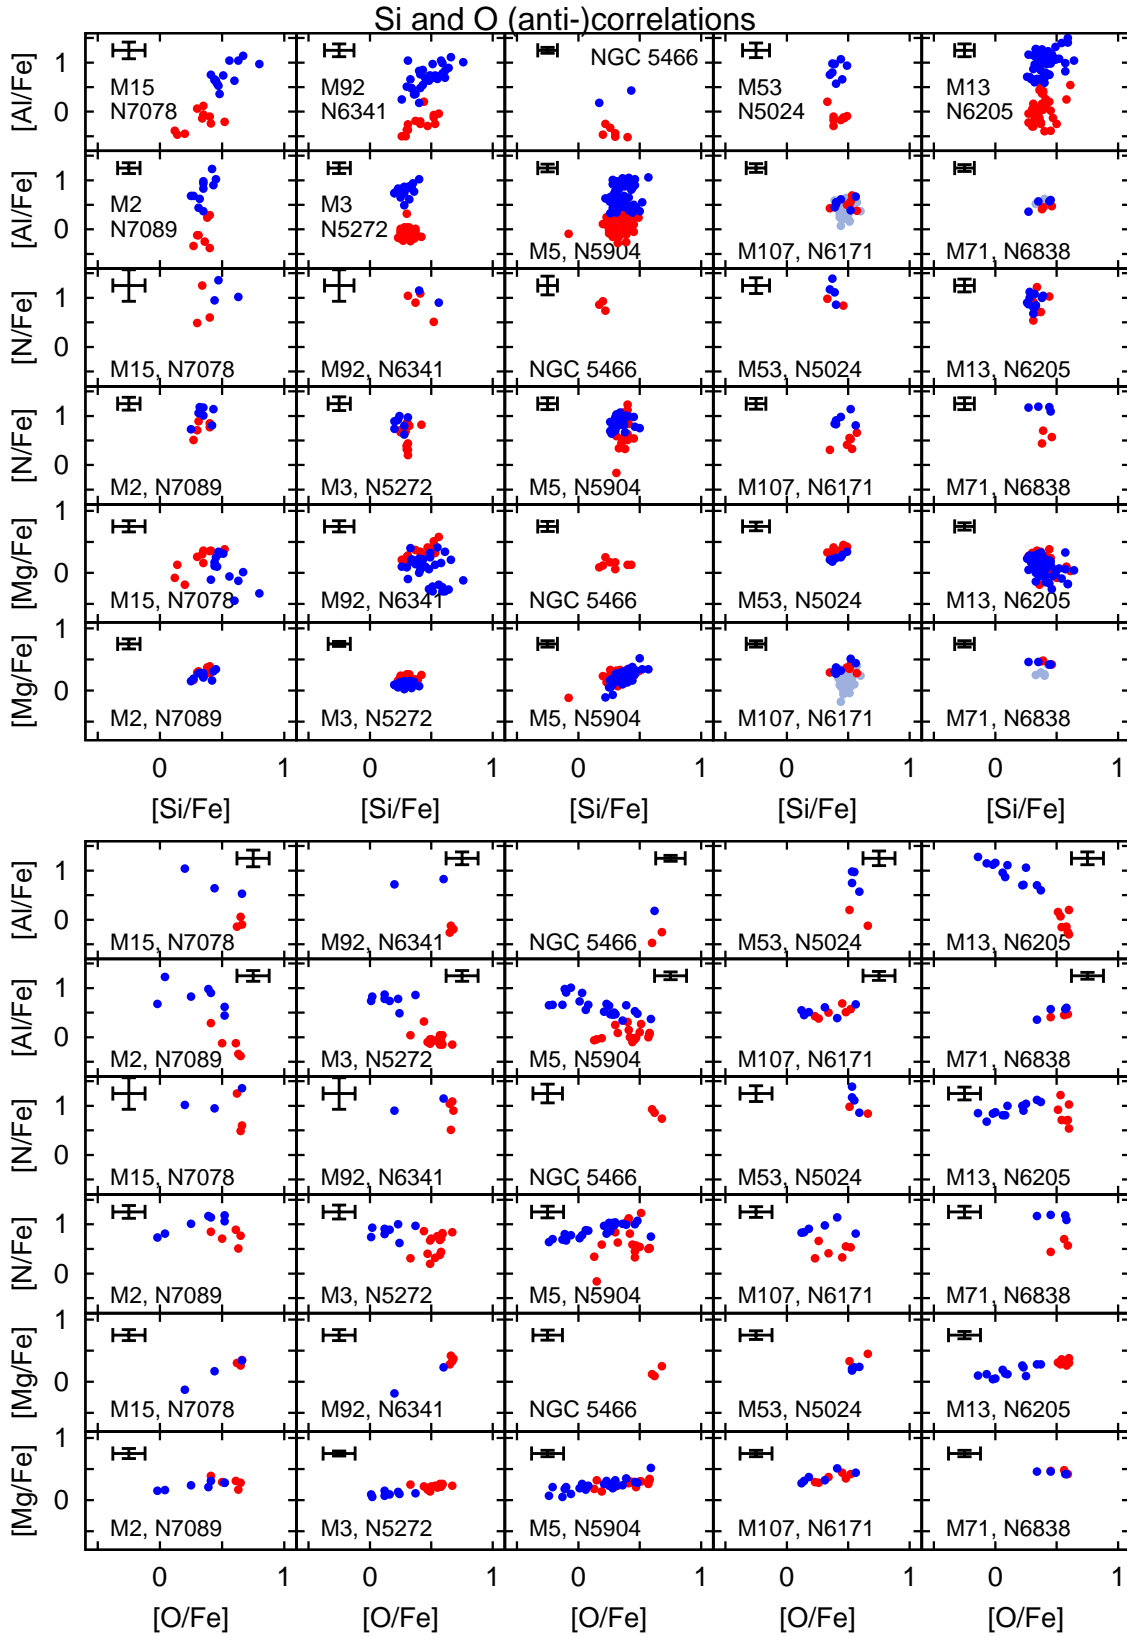 Si and O (anti-)correlations
[Al/Fe]
1
0
M15
N7078
M92
N6341
NGC 5466
M53
N5024
M13
N6205
[Al/Fe]
1
0
M2
N7089
M3
N5272
M5, N5904
M107, N6171
M71, N6838
[N/Fe]
1
0
M15, N7078
M92, N6341
NGC 5466
M53, N5024
M13, N6205
[N/Fe]
1
0
M2, N7089
M3, N5272
M5, N5904
M107, N6171
M71, N6838
[Mg/Fe]
1
0
M15, N7078
M92, N6341
NGC 5466
M53, N5024
M13, N6205
[Mg/Fe]
1
0
M2, N7089
M3, N5272
M5, N5904
M107, N6171
M71, N6838
0 1 0 1 0 1 0 1 0 1
[Si/Fe] [Si/Fe] [Si/Fe] [Si/Fe] [Si/Fe]
[Al/Fe]
1
0
M15, N7078
M92, N6341
NGC 5466
M53, N5024
M13, N6205
[Al/Fe]
1
0
M2, N7089
M3, N5272
M5, N5904
M107, N6171
M71, N6838
[N/Fe]
1
0
M15, N7078
M92, N6341
NGC 5466
M53, N5024
M13, N6205
[N/Fe]
1
0
M2, N7089
M3, N5272
M5, N5904
M107, N6171
M71, N6838
[Mg/Fe]
1
0
M15, N7078
M92, N6341
NGC 5466
M53, N5024
M13, N6205
[Mg/Fe]
1
0
M2, N7089
M3, N5272
M5, N5904
M107, N6171
M71, N6838
0 1 0 1 0 1 0 1 0 1
[O/Fe] [O/Fe] [O/Fe] [O/Fe] [O/Fe]